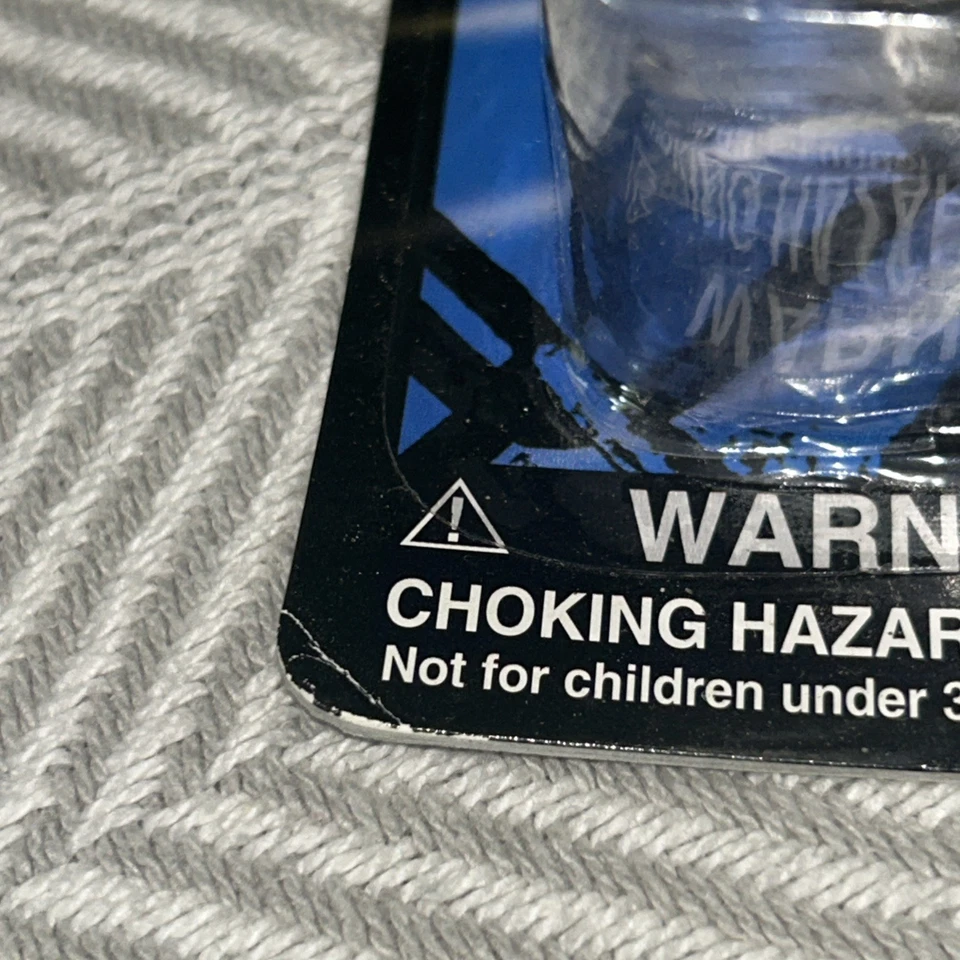 WARN
CHOKING HAZAR
Not for children under 3